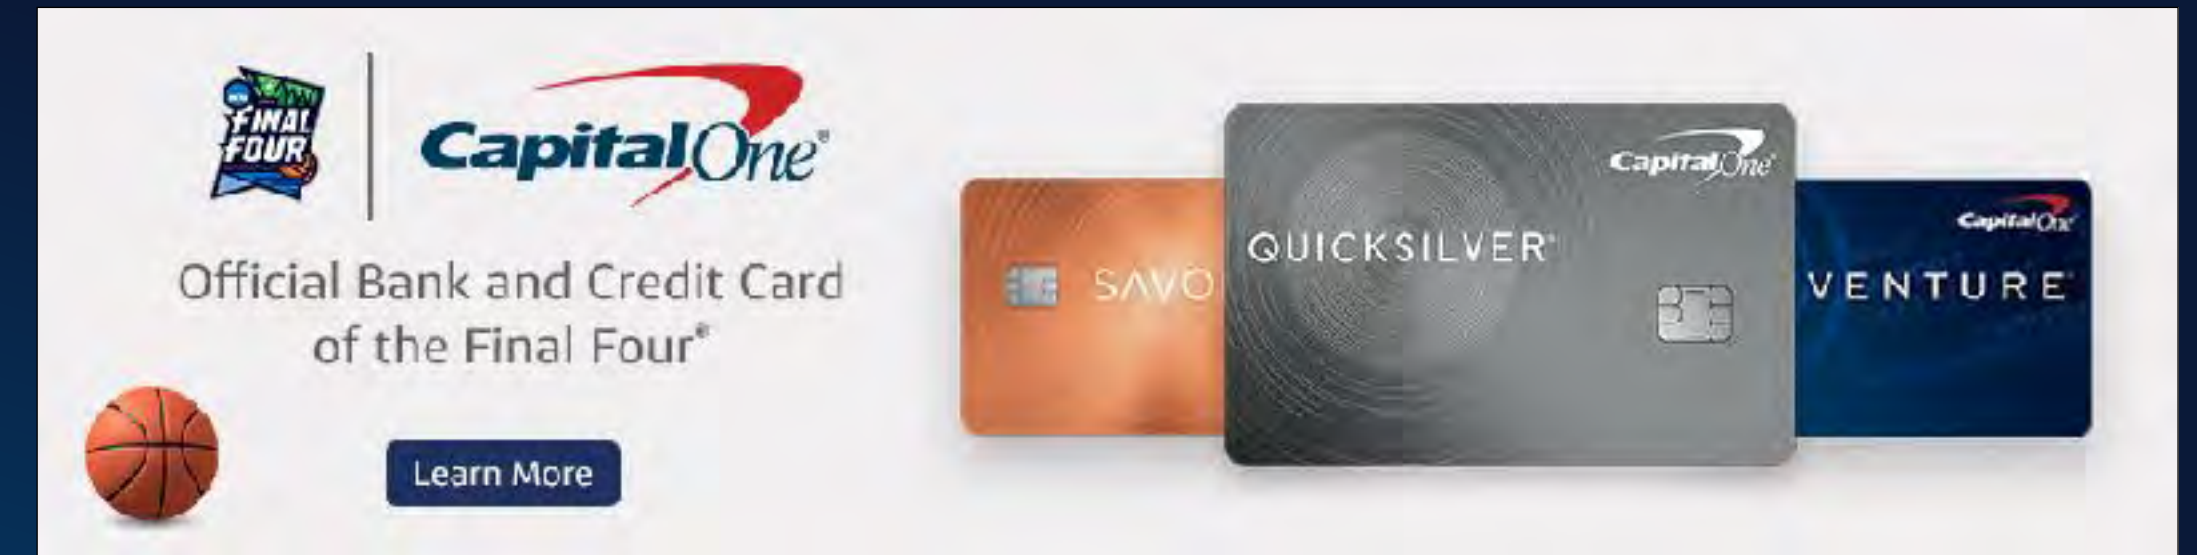 FINAL
FOUR
Capital One®
Official Bank and Credit Card
of the Final Four®
Learn More
SAVO
QUICKSILVER®
Capital One®
Capital One®
VENTURE®